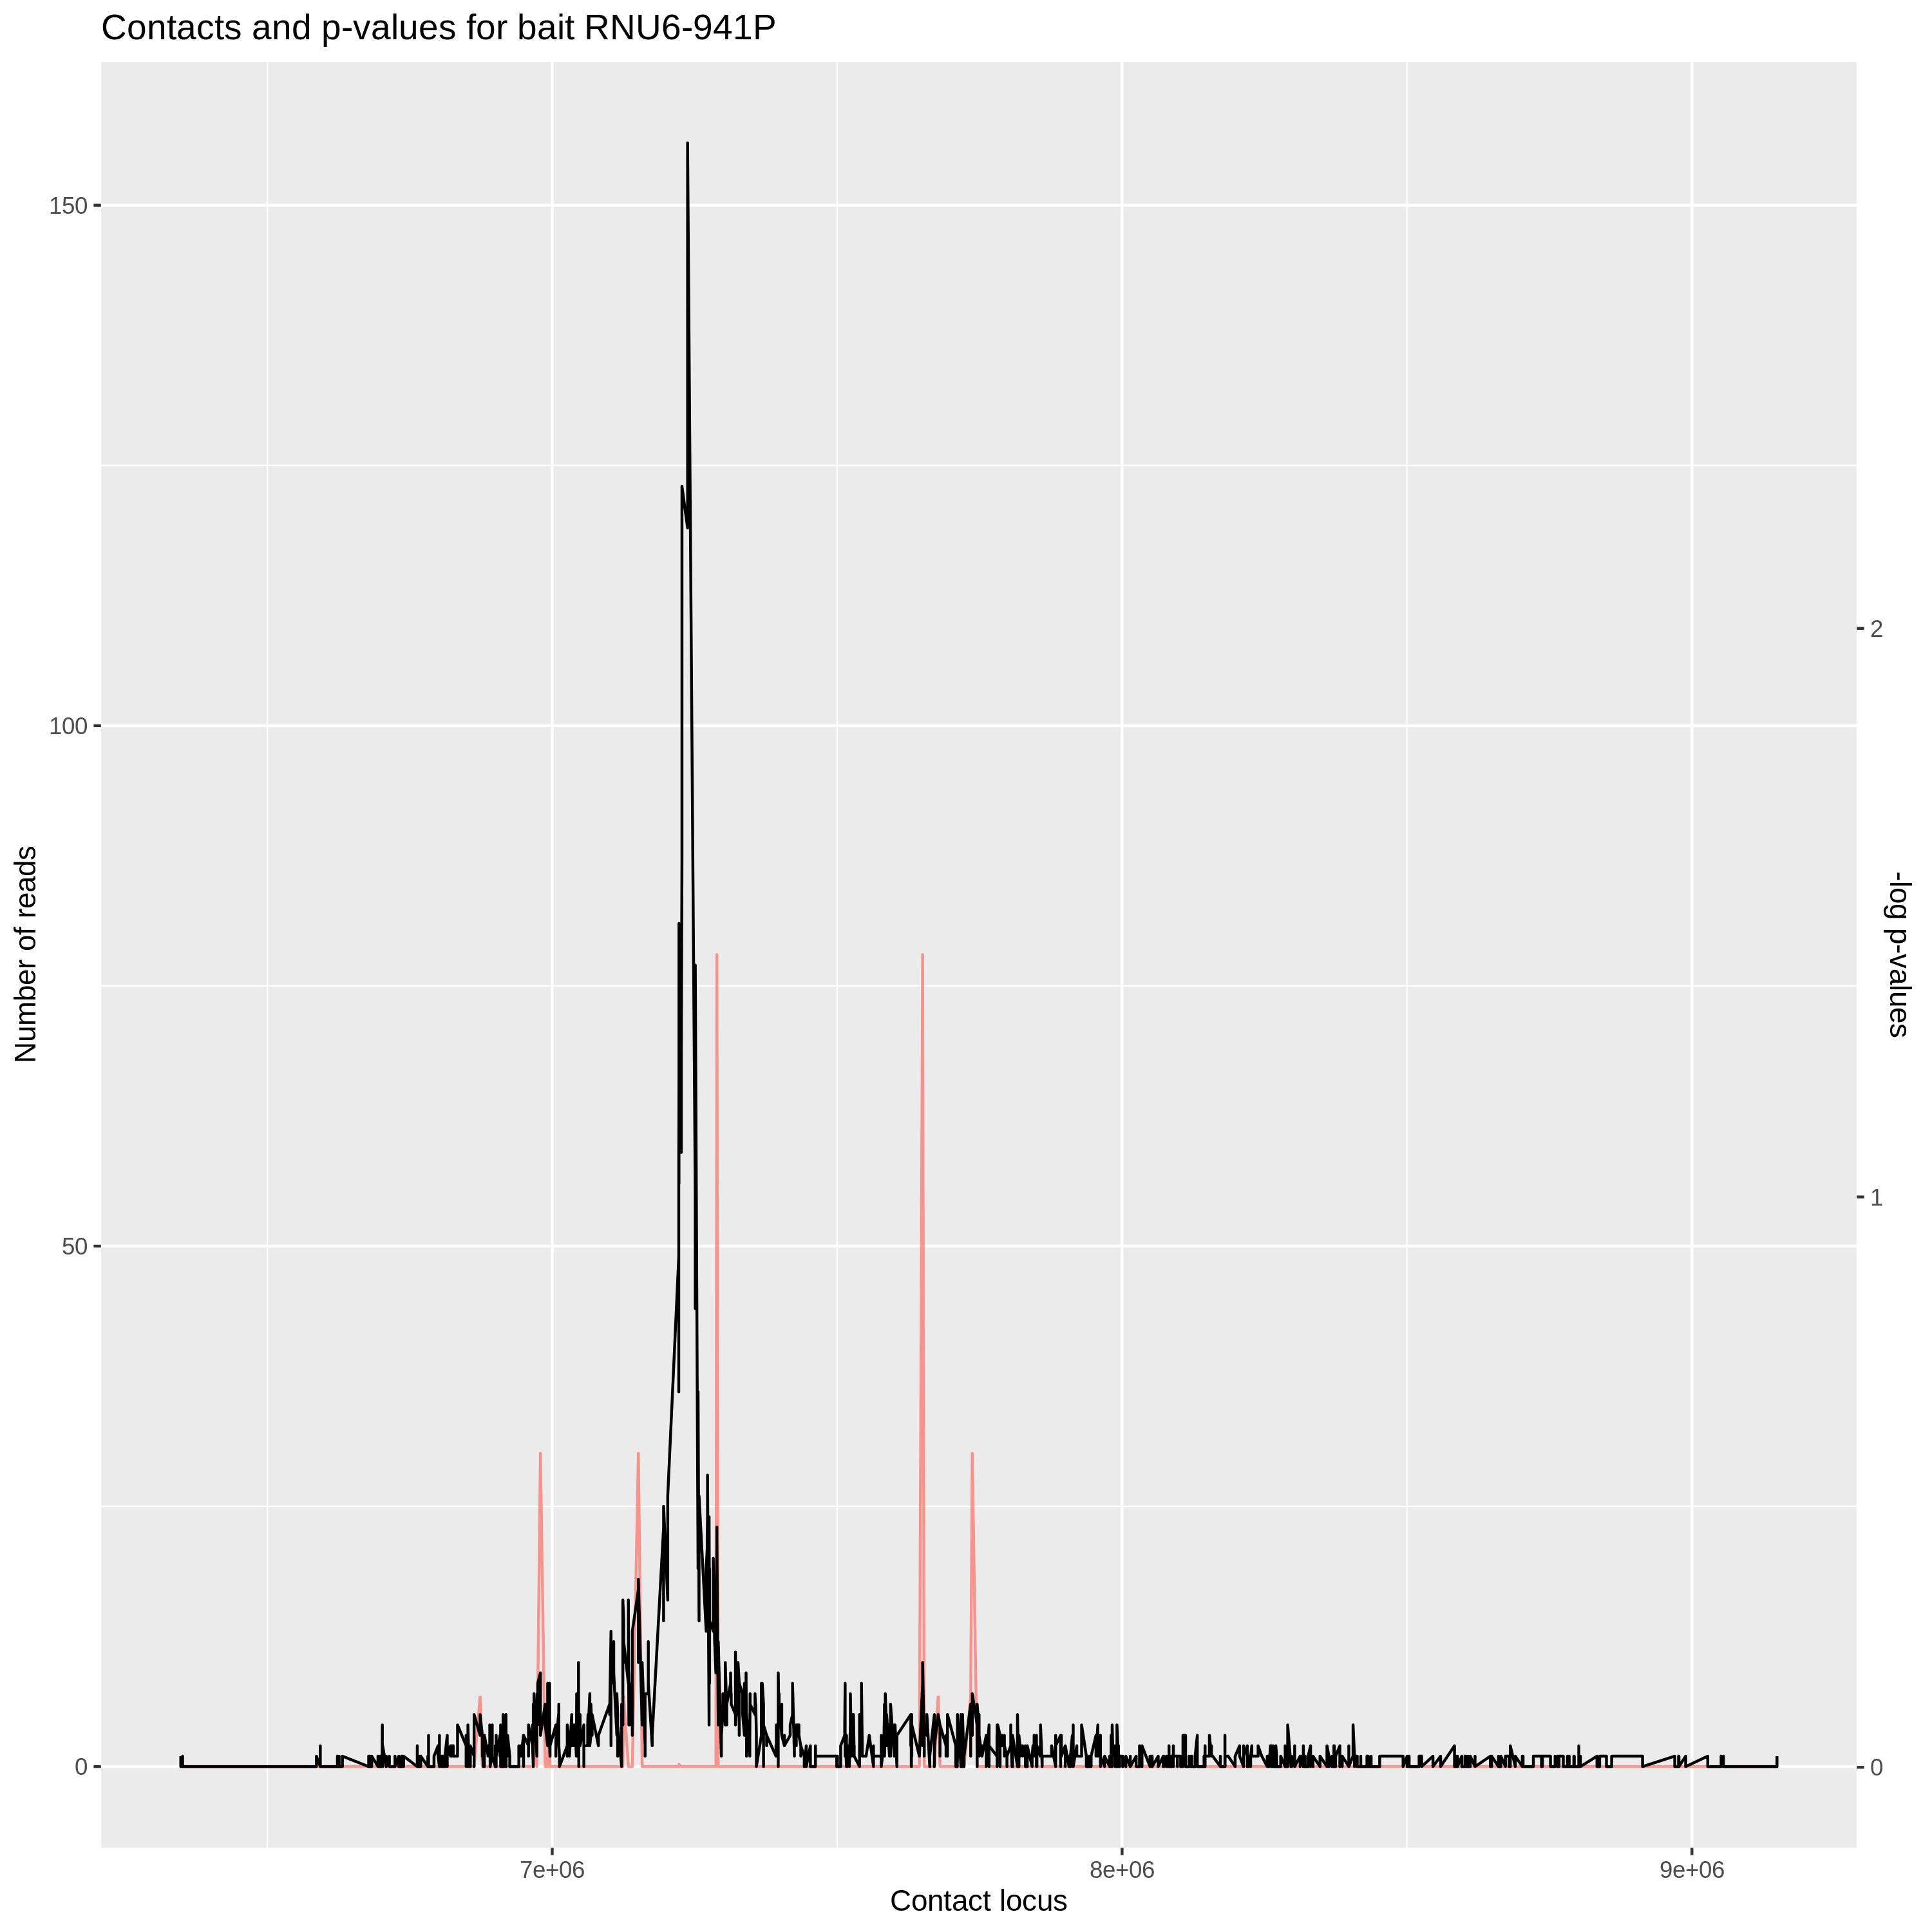 Contacts and p-values for bait RNU6-941P
150
100
50
0
Number of reads
2
1
0
-log p-values
7e+06
8e+06
9e+06
Contact locus